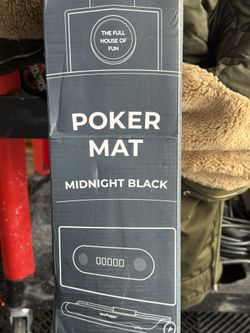 THE FULL
HOUSE OF
FUN
POKER
MAT
MIDNIGHT BLACK